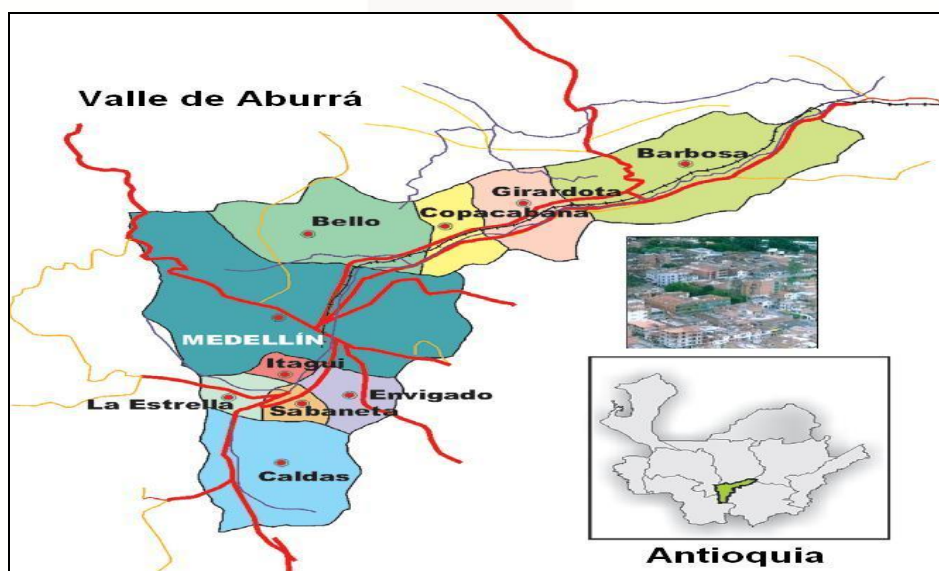 Valle de Aburrá
Barbosa
Girardota
Copacabana
Bello
MEDELLÍN
Itagui
Envigado
La Estrella
Sabaneta
Caldas
Antioquia